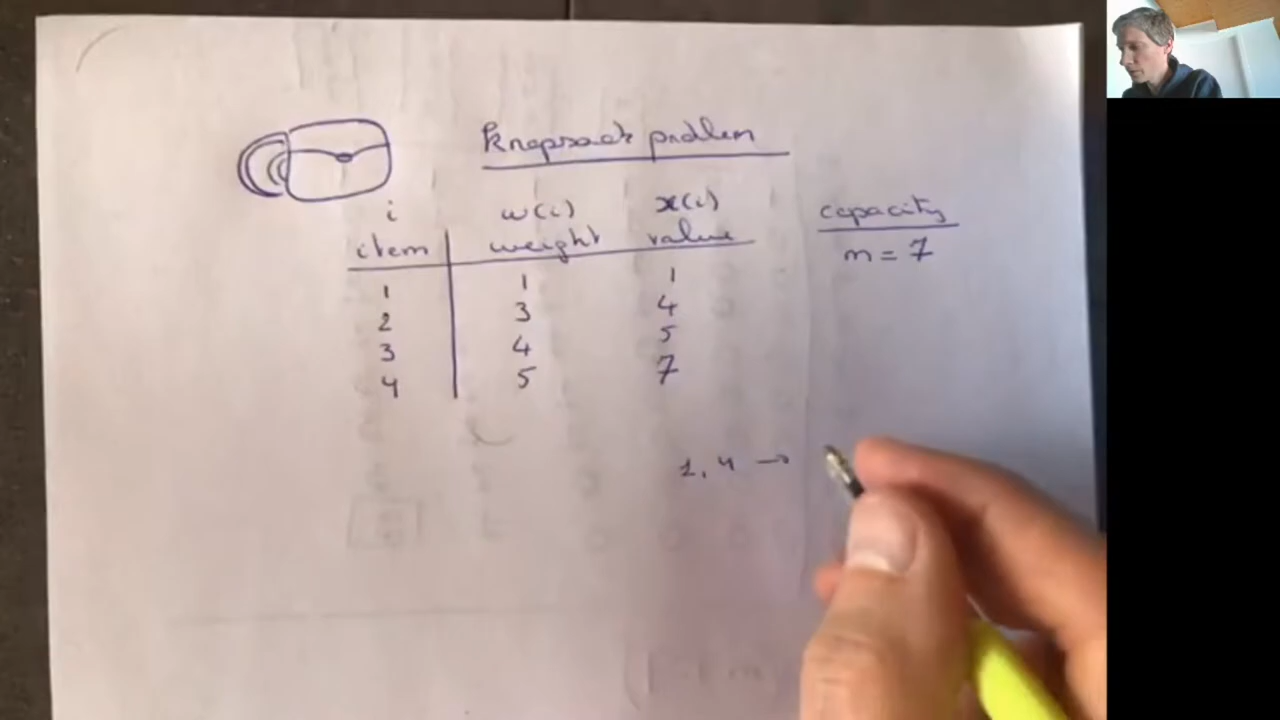 Knapsack problem
i w(i) x(i) capacity
item weight value m = 7
1 1 1
2 3 4
3 4 5
4 5 7
1, 4 →